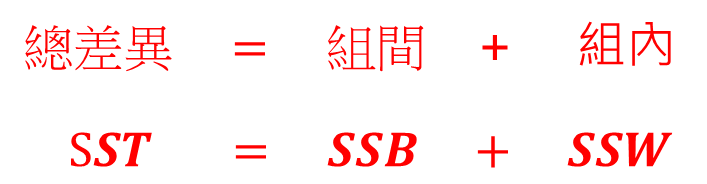 總差異 = 組間 + 組內
SST = SSB + SSW